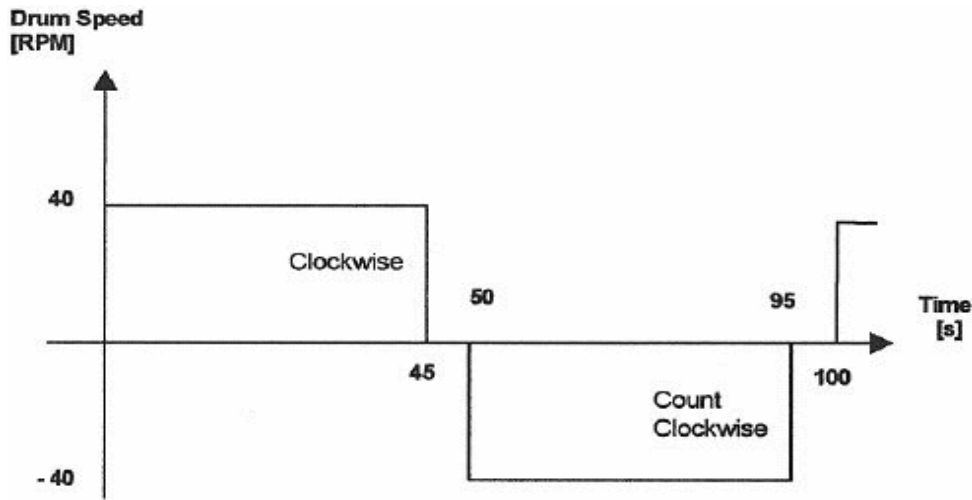 Drum Speed
[RPM]
40
Clockwise
50
95
Time
[s]
45
100
Count
Clockwise
- 40